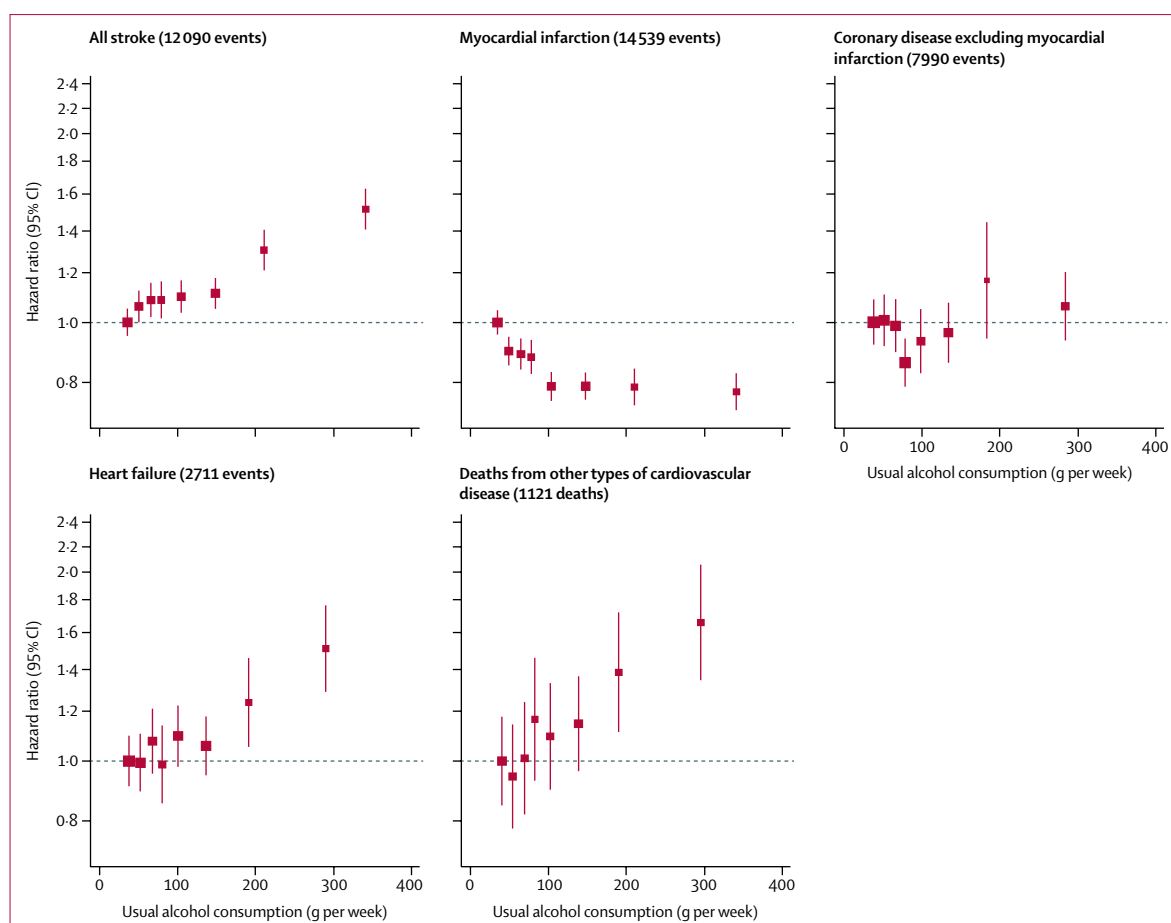 All stroke (12 090 events)
Hazard ratio (95% CI)
2·4
2·2
2·0
1·8
1·6
1·4
1·2
1·0
0·8
Myocardial infarction (14 539 events)
Coronary disease excluding myocardial
infarction (7990 events)
0 100 200 300 400
Usual alcohol consumption (g per week)
Heart failure (2711 events)
Hazard ratio (95% CI)
2·4
2·2
2·0
1·8
1·6
1·4
1·2
1·0
0·8
0 100 200 300 400
Usual alcohol consumption (g per week)
Deaths from other types of cardiovascular
disease (1121 deaths)
0 100 200 300 400
Usual alcohol consumption (g per week)